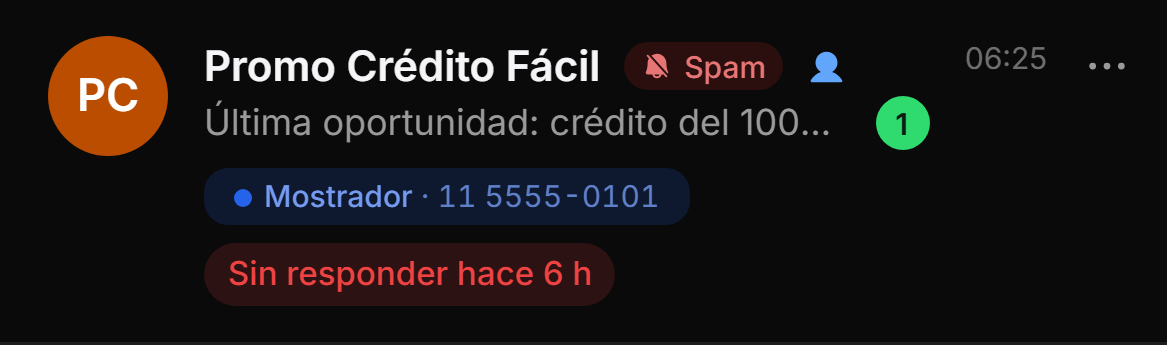 PC
Promo Crédito Fácil Spam 06:25 ...
Última oportunidad: crédito del 100... 1
Mostrador · 11 5555-0101
Sin responder hace 6 h